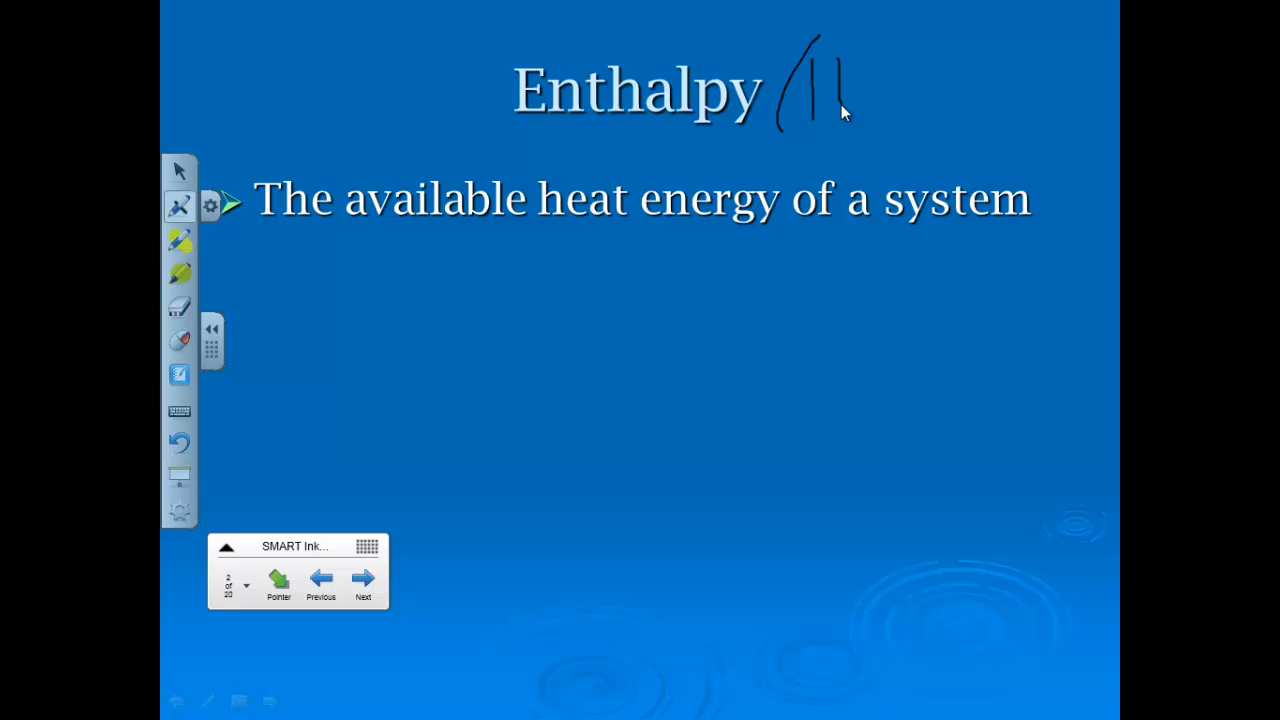 Enthalpy (
The available heat energy of a system
SMART Ink...
2
of
20
Pointer Previous Next